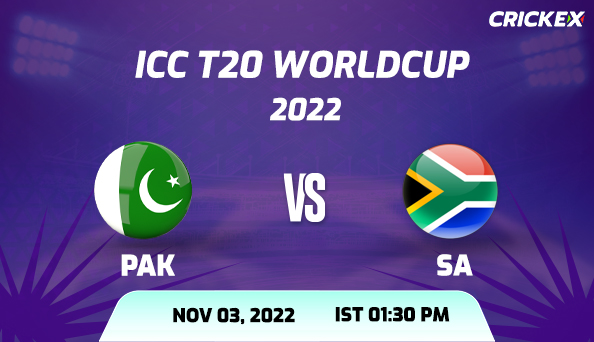 CRICKEX
ICC T20 WORLDCUP
2022
VS
PAK SA
NOV 03, 2022 IST 01:30 PM